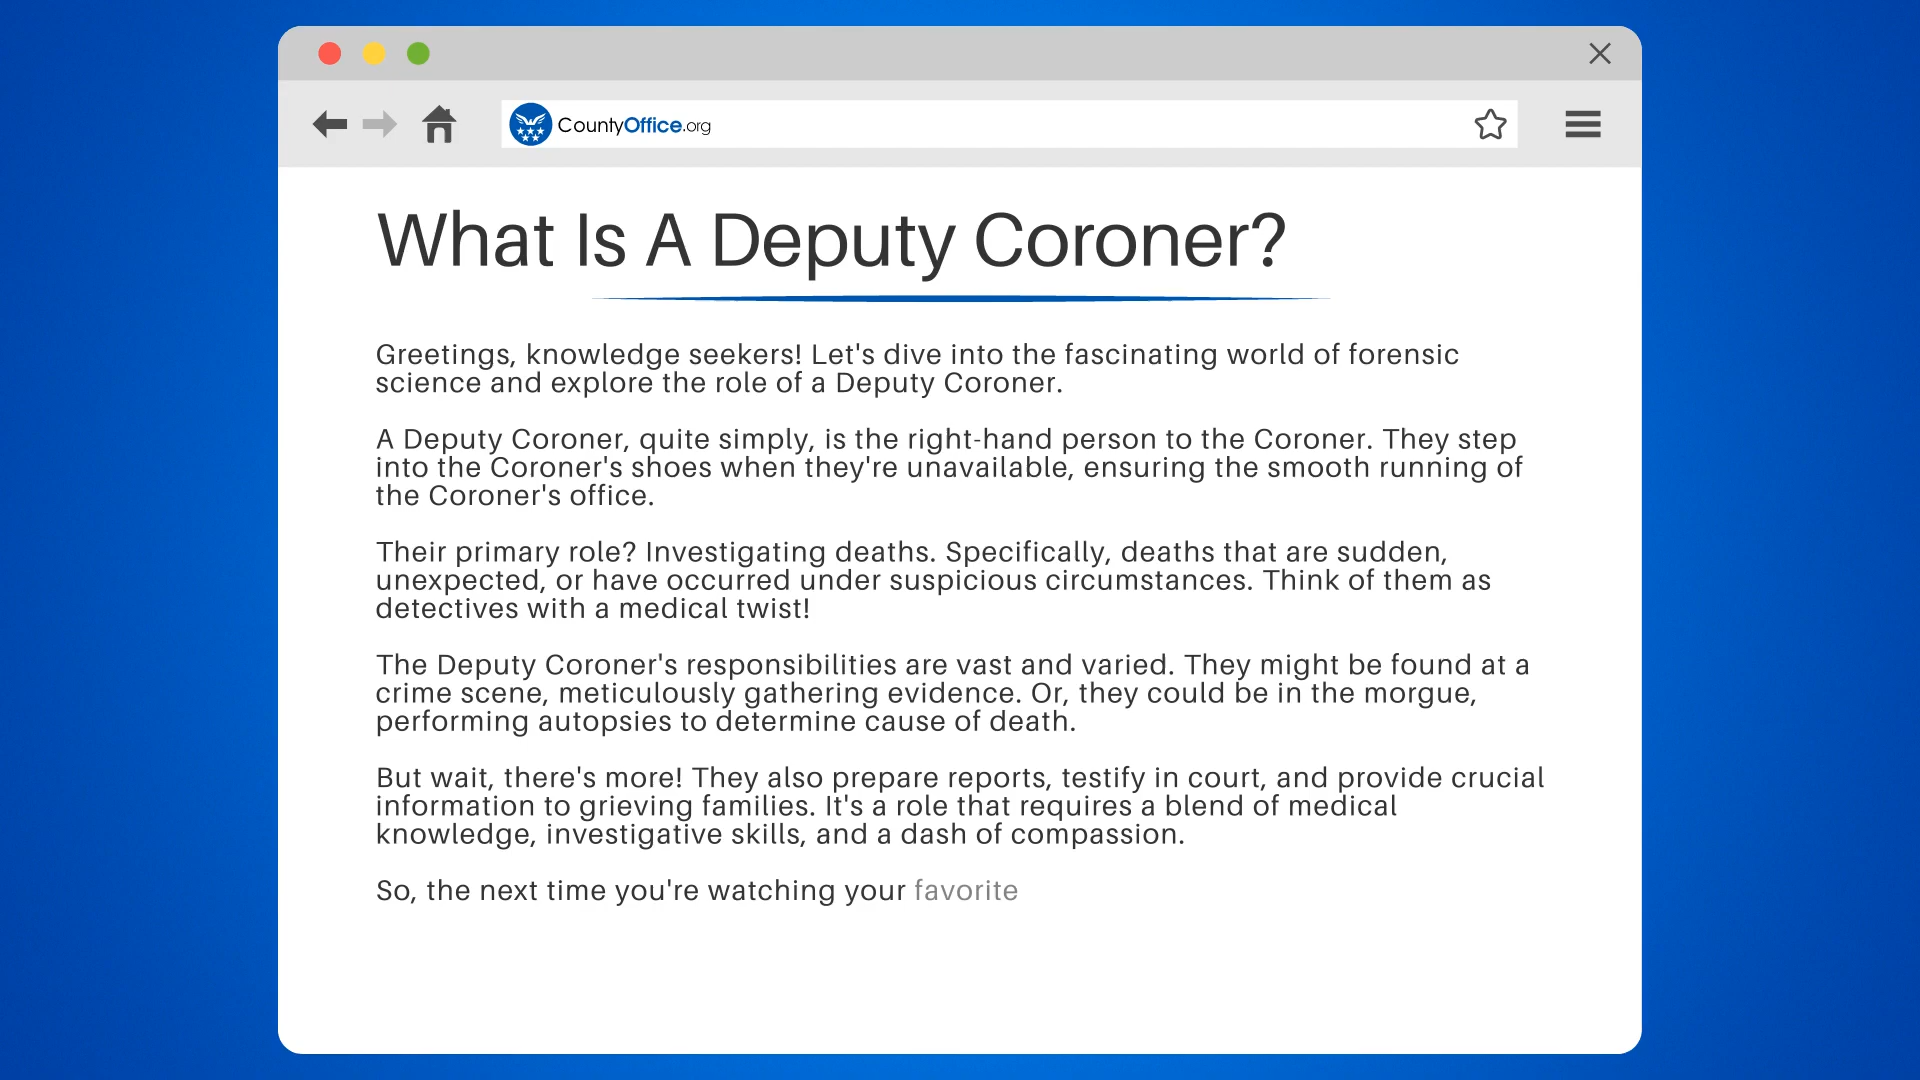 CountyOffice.org
What Is A Deputy Coroner?
Greetings, knowledge seekers! Let's dive into the fascinating world of forensic
science and explore the role of a Deputy Coroner.
A Deputy Coroner, quite simply, is the right-hand person to the Coroner. They step
into the Coroner's shoes when they're unavailable, ensuring the smooth running of
the Coroner's office.
Their primary role? Investigating deaths. Specifically, deaths that are sudden,
unexpected, or have occurred under suspicious circumstances. Think of them as
detectives with a medical twist!
The Deputy Coroner's responsibilities are vast and varied. They might be found at a
crime scene, meticulously gathering evidence. Or, they could be in the morgue,
performing autopsies to determine cause of death.
But wait, there's more! They also prepare reports, testify in court, and provide crucial
information to grieving families. It's a role that requires a blend of medical
knowledge, investigative skills, and a dash of compassion.
So, the next time you're watching your favorite